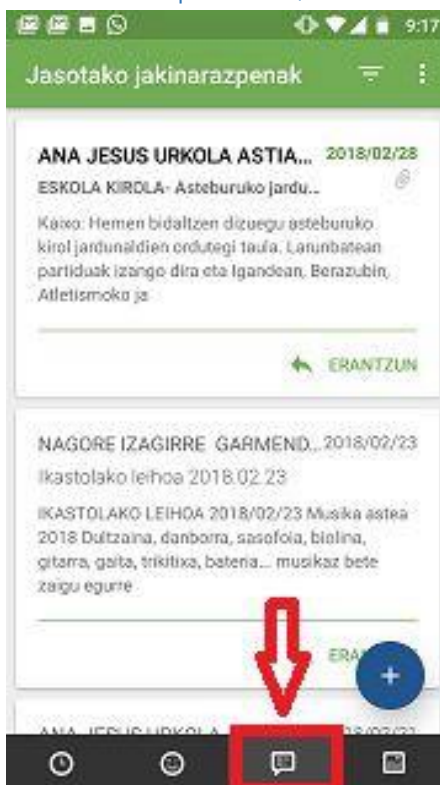 9:17
Jasotako jakinarazpenak
ANA JESUS URKOLA ASTIA... 2018/02/28
ESKOLA KIROLA- Asteburuko jardu...
Kaixo: Hemen bidaltzen dizuegu asteburuko
kirol jardunaldien ordutegi taula. Larunbatean
partiduak izango dira eta Igandean, Berazubin,
Atletismoko ja
ERANTZUN
NAGORE IZAGIRRE GARMEND... 2018/02/23
Ikastolako leihoa 2018.02.23
IKASTOLAKO LEIHOA 2018/02/23 Musika astea
2018 Dultzaina, danborra, sasofoia, biolina,
gitarra, gaita, trikitixa, bateria... musikaz bete
zaigu egurre
ERA
+
ANA JESUS URKOLA